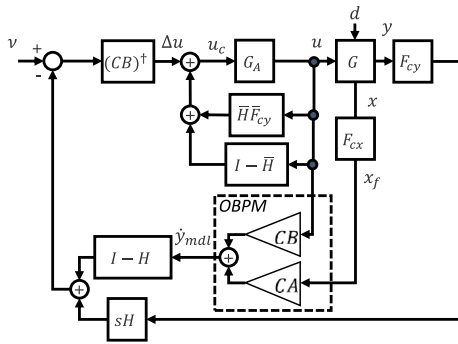 d
ν + - (CB)† Δu + u_c G_A u G y F_cy
x
+ H̅F̅_cy
F_cx
I − H̅
x_f
OBPM
CB
I − H ẏ_mdl +
CA
+
sH